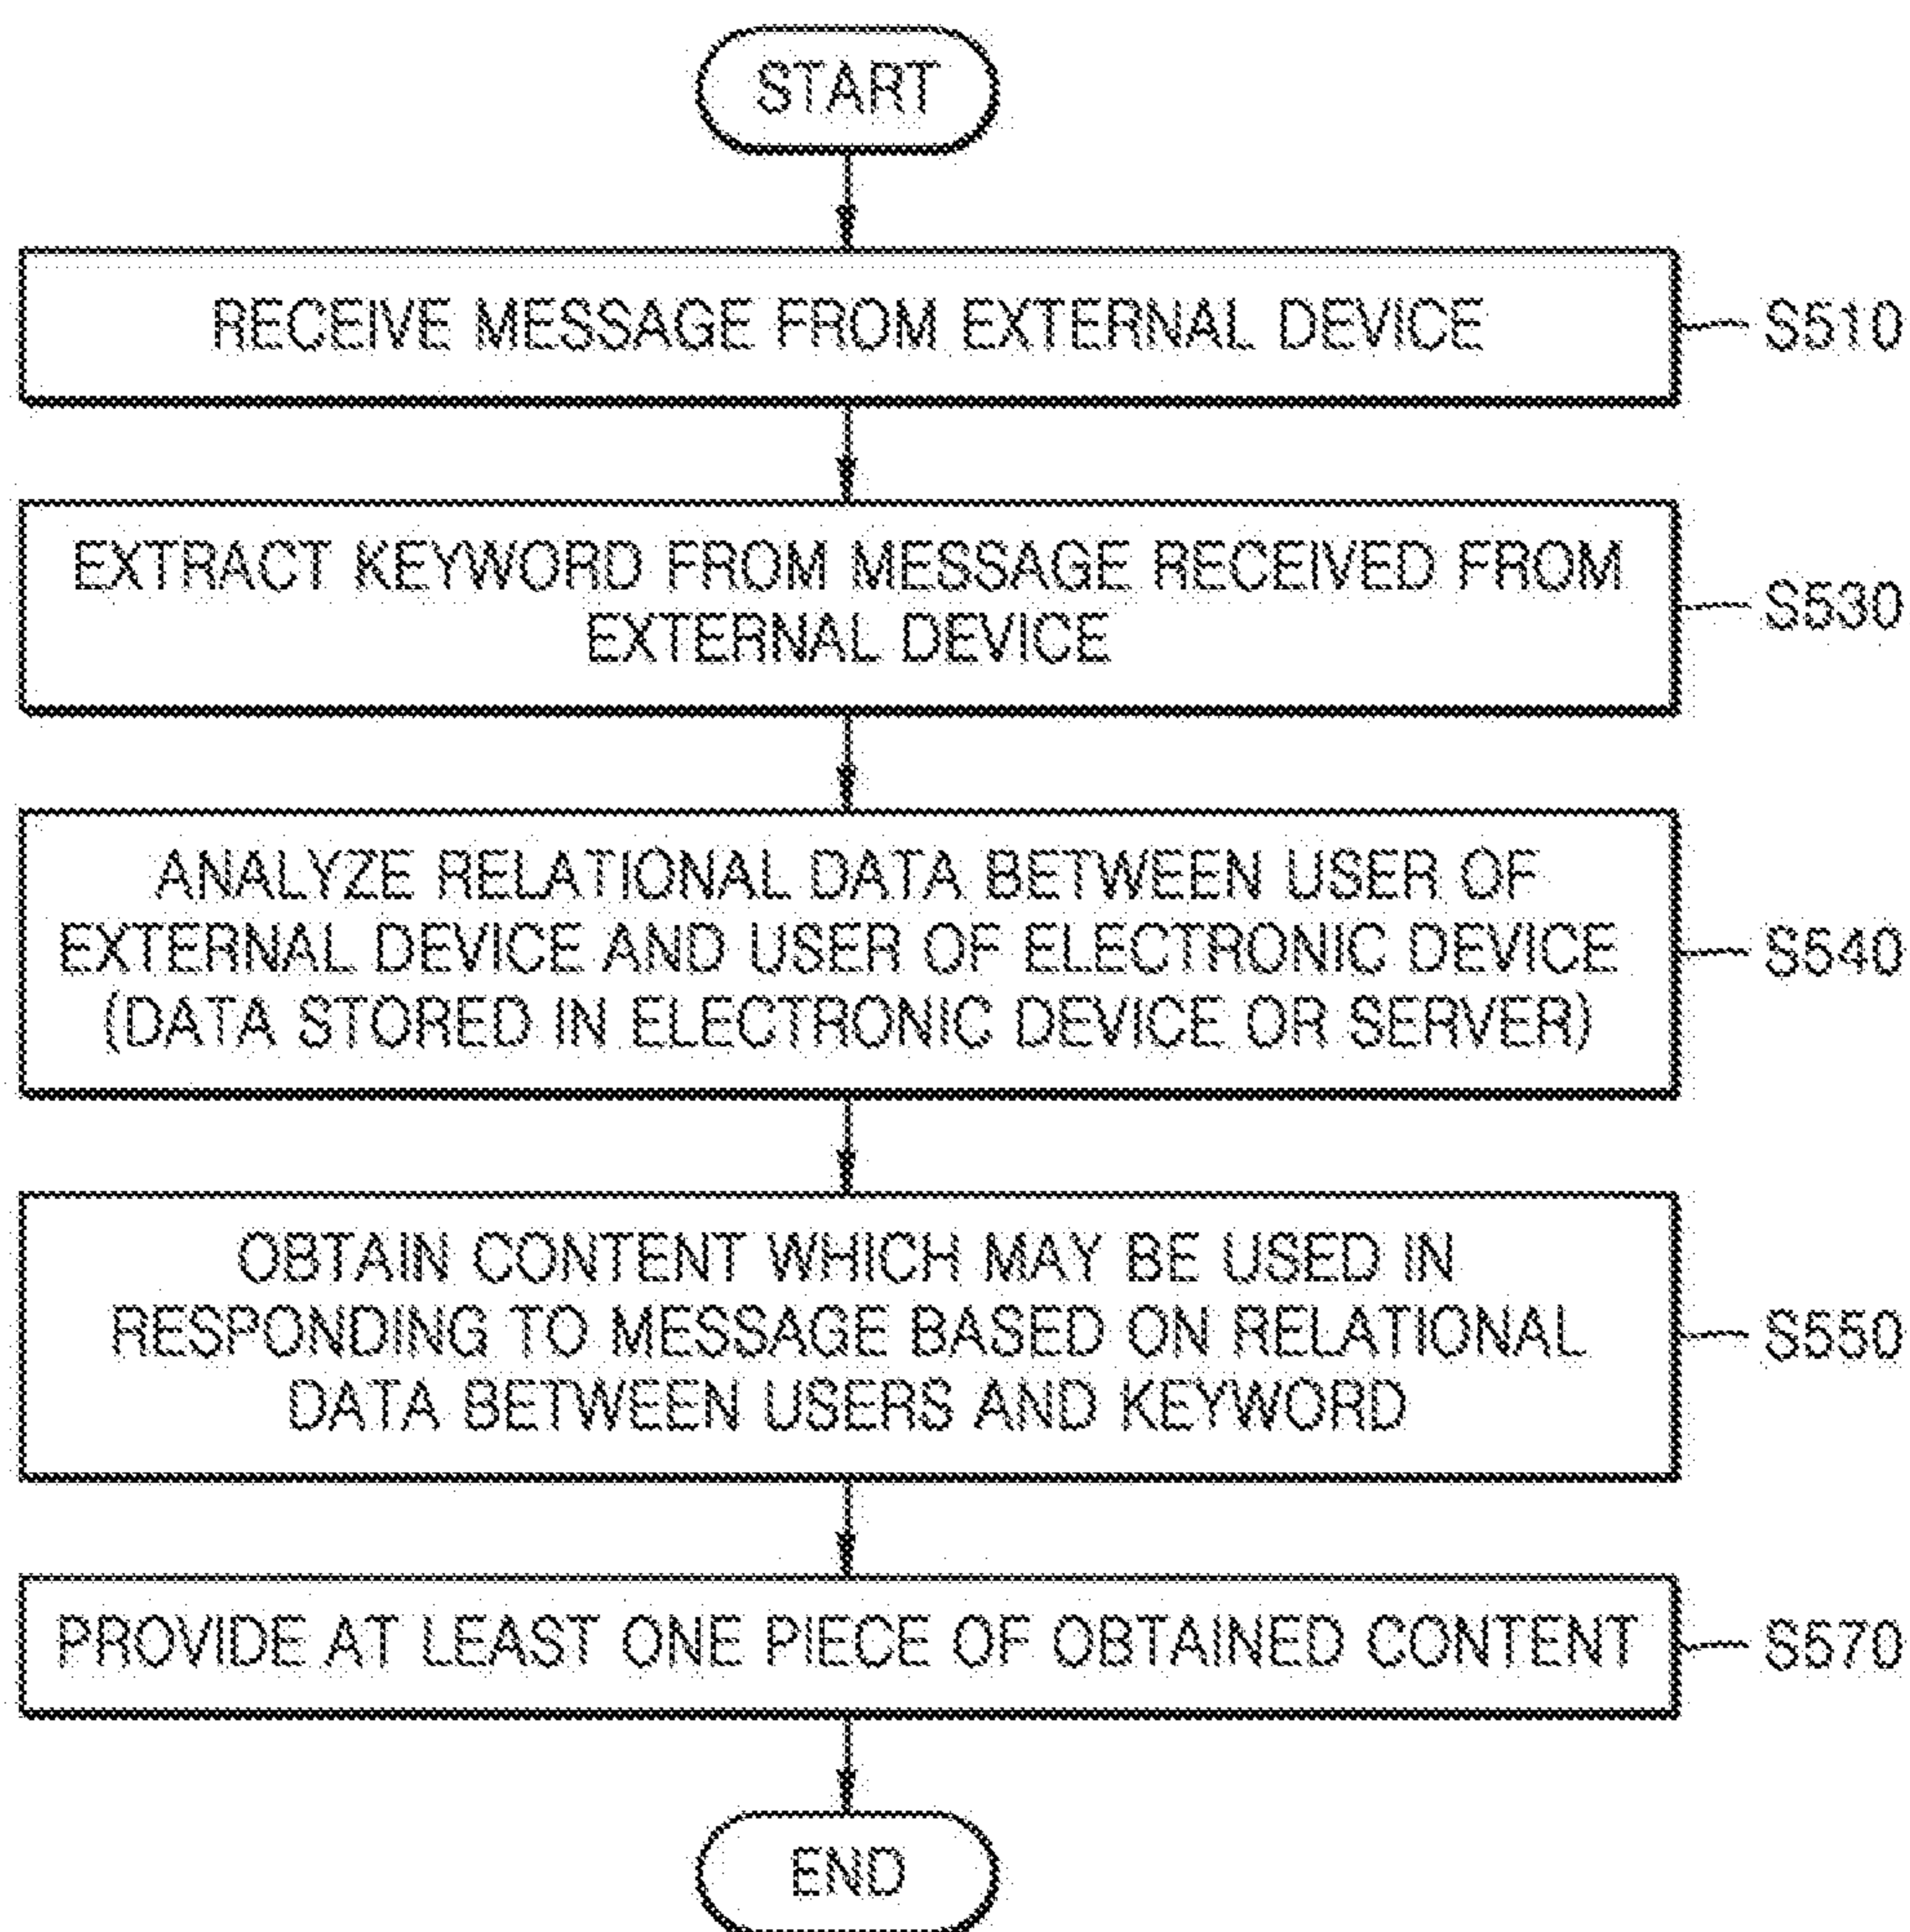 START
RECEIVE MESSAGE FROM EXTERNAL DEVICE
S510
EXTRACT KEYWORD FROM MESSAGE RECEIVED FROM
EXTERNAL DEVICE
S530
ANALYZE RELATIONAL DATA BETWEEN USER OF
EXTERNAL DEVICE AND USER OF ELECTRONIC DEVICE
(DATA STORED IN ELECTRONIC DEVICE OR SERVER)
S540
OBTAIN CONTENT WHICH MAY BE USED IN
RESPONDING TO MESSAGE BASED ON RELATIONAL
DATA BETWEEN USERS AND KEYWORD
S550
PROVIDE AT LEAST ONE PIECE OF OBTAINED CONTENT
S570
END